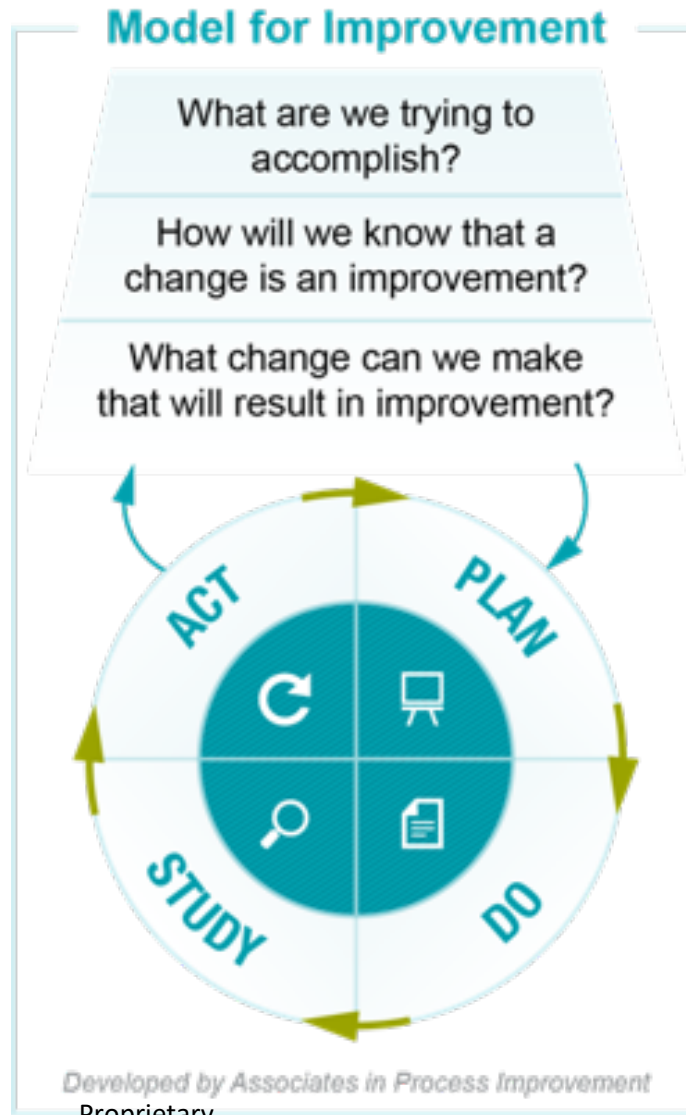 Model for Improvement
What are we trying to
accomplish?
How will we know that a
change is an improvement?
What change can we make
that will result in improvement?
ACT
PLAN
STUDY
DO
Developed by Associates in Process Improvement
Proprietary